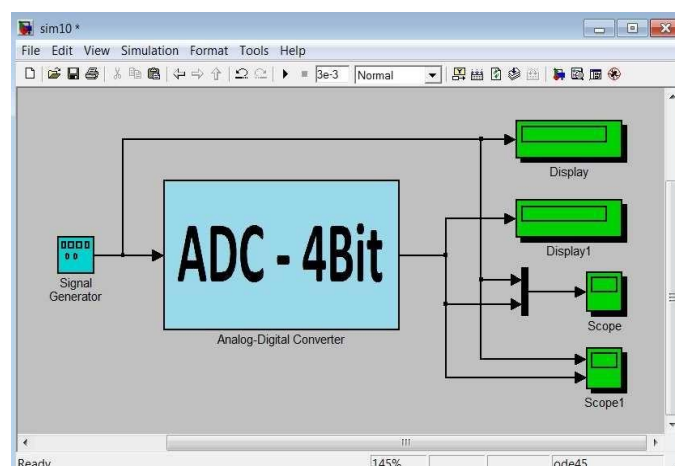 sim10 *
File Edit View Simulation Format Tools Help
3e-3 Normal
Display
ADC - 4Bit
Display1
Signal
Generator
Scope
Analog-Digital Converter
Scope1
Ready 145% ode45